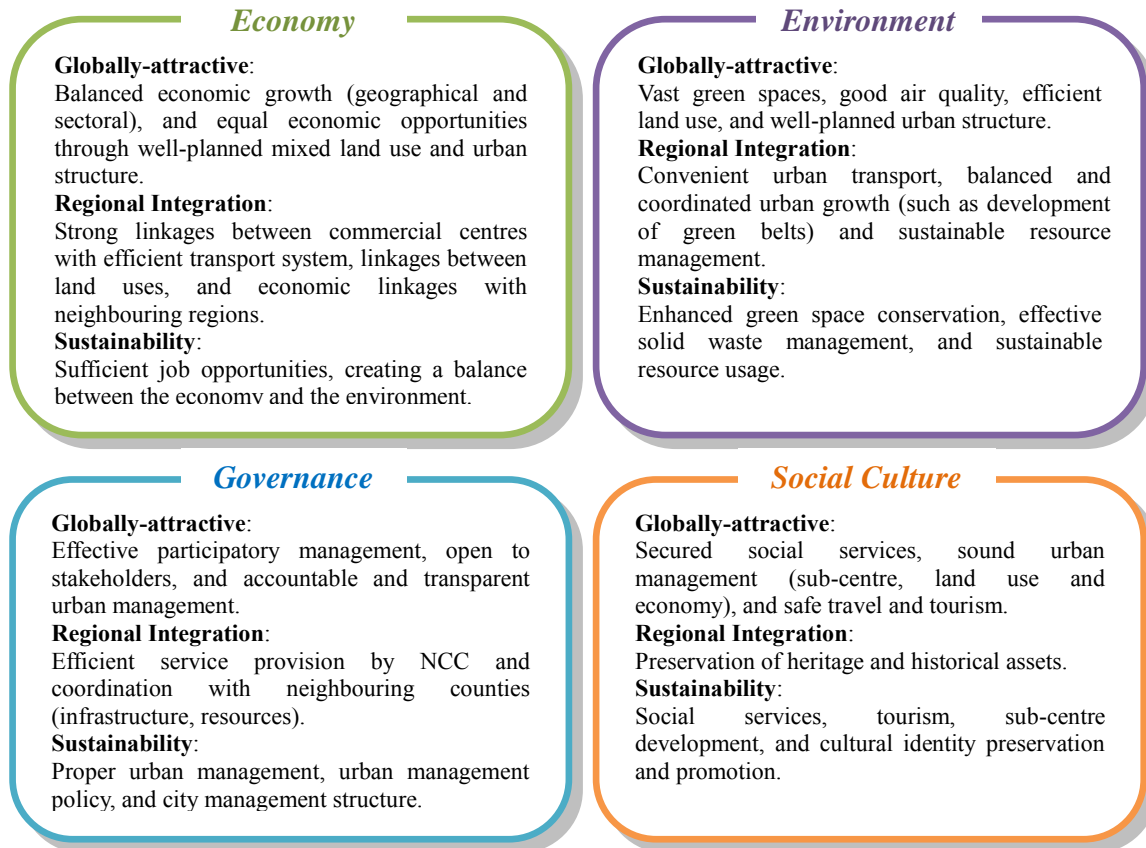 Economy
Globally-attractive:
Balanced economic growth (geographical and
sectoral), and equal economic opportunities
through well-planned mixed land use and urban
structure.
Regional Integration:
Strong linkages between commercial centres
with efficient transport system, linkages between
land uses, and economic linkages with
neighbouring regions.
Sustainability:
Sufficient job opportunities, creating a balance
between the economy and the environment.
Environment
Globally-attractive:
Vast green spaces, good air quality, efficient
land use, and well-planned urban structure.
Regional Integration:
Convenient urban transport, balanced and
coordinated urban growth (such as development
of green belts) and sustainable resource
management.
Sustainability:
Enhanced green space conservation, effective
solid waste management, and sustainable
resource usage.
Governance
Globally-attractive:
Effective participatory management, open to
stakeholders, and accountable and transparent
urban management.
Regional Integration:
Efficient service provision by NCC and
coordination with neighbouring counties
(infrastructure, resources).
Sustainability:
Proper urban management, urban management
policy, and city management structure.
Social Culture
Globally-attractive:
Secured social services, sound urban
management (sub-centre, land use and
economy), and safe travel and tourism.
Regional Integration:
Preservation of heritage and historical assets.
Sustainability:
Social services, tourism, sub-centre
development, and cultural identity preservation
and promotion.